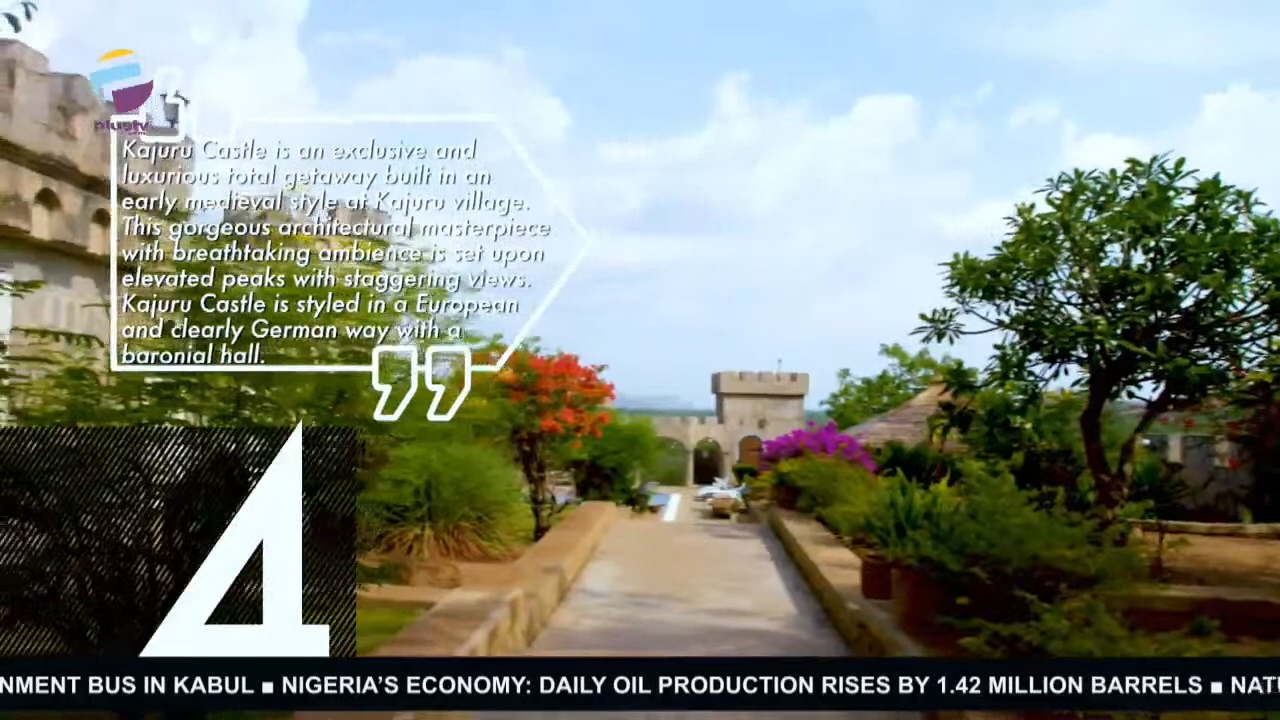 plustv
Kajuru Castle is an exclusive and
luxurious total getaway built in an
early medieval style at Kajuru village.
This gorgeous architectural masterpiece
with breathtaking ambience is set upon
elevated peaks with staggering views.
Kajuru Castle is styled in a European
and clearly German way with a
baronial hall.
4
NMENT BUS IN KABUL ■ NIGERIA'S ECONOMY: DAILY OIL PRODUCTION RISES BY 1.42 MILLION BARRELS ■ NATI